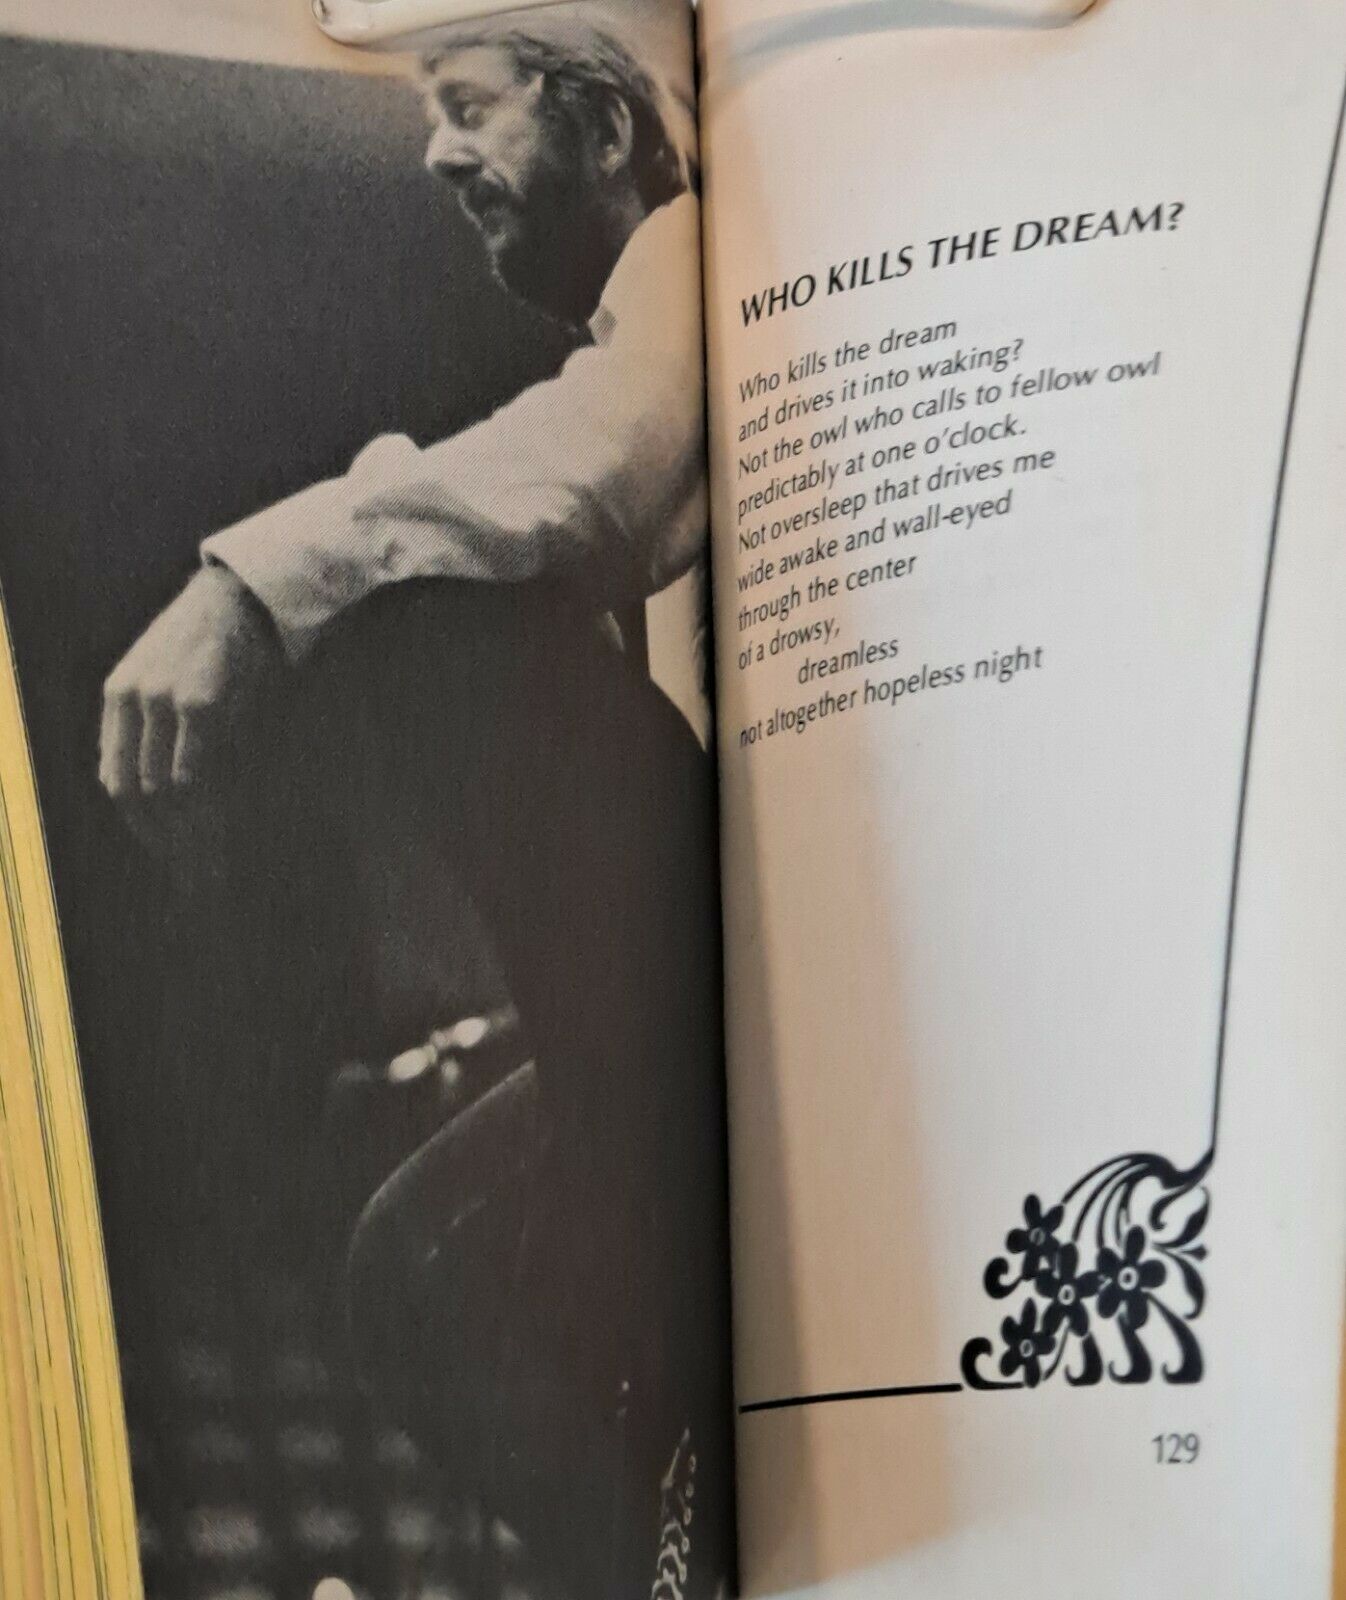 WHO KILLS THE DREAM?
Who kills the dream
and drives it into waking?
Not the owl who calls to fellow owl
predictably at one o'clock.
Not oversleep that drives me
wide awake and wall-eyed
through the center
of a drowsy,
dreamless
not altogether hopeless night
129